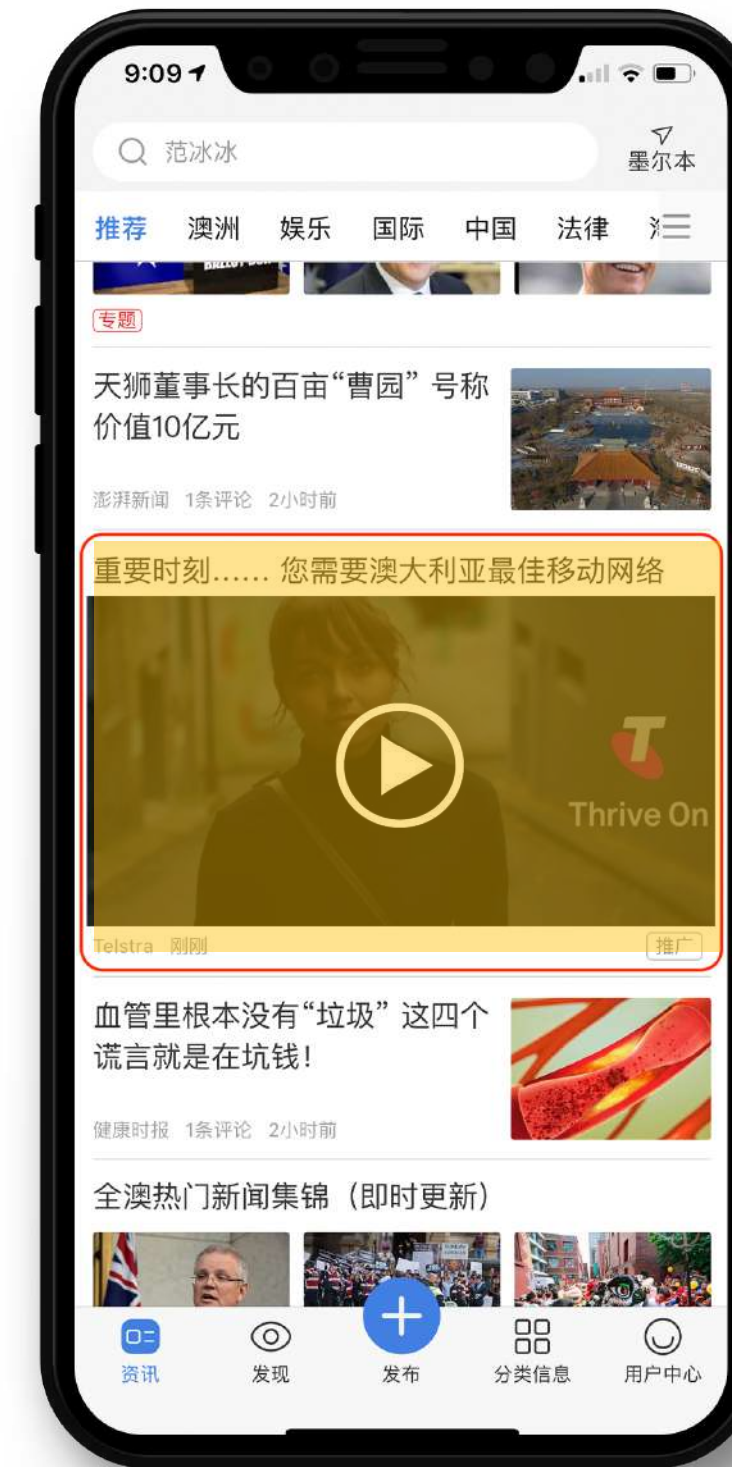 9:09
范冰冰
墨尔本
推荐 澳洲 娱乐 国际 中国 法律
专题
天狮董事长的百亩“曹园”号称
价值10亿元
澎湃新闻 1条评论 2小时前
重要时刻…… 您需要澳大利亚最佳移动网络
T
Thrive On
Telstra 刚刚
推广
血管里根本没有“垃圾”这四个
谎言就是在坑钱！
健康时报 1条评论 2小时前
全澳热门新闻集锦（即时更新）
资讯 发现 发布 分类信息 用户中心